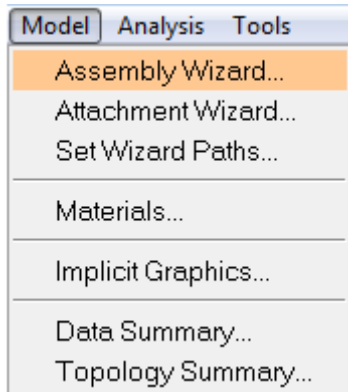 Model Analysis Tools
Assembly Wizard...
Attachment Wizard...
Set Wizard Paths...
Materials...
Implicit Graphics...
Data Summary...
Topology Summary...